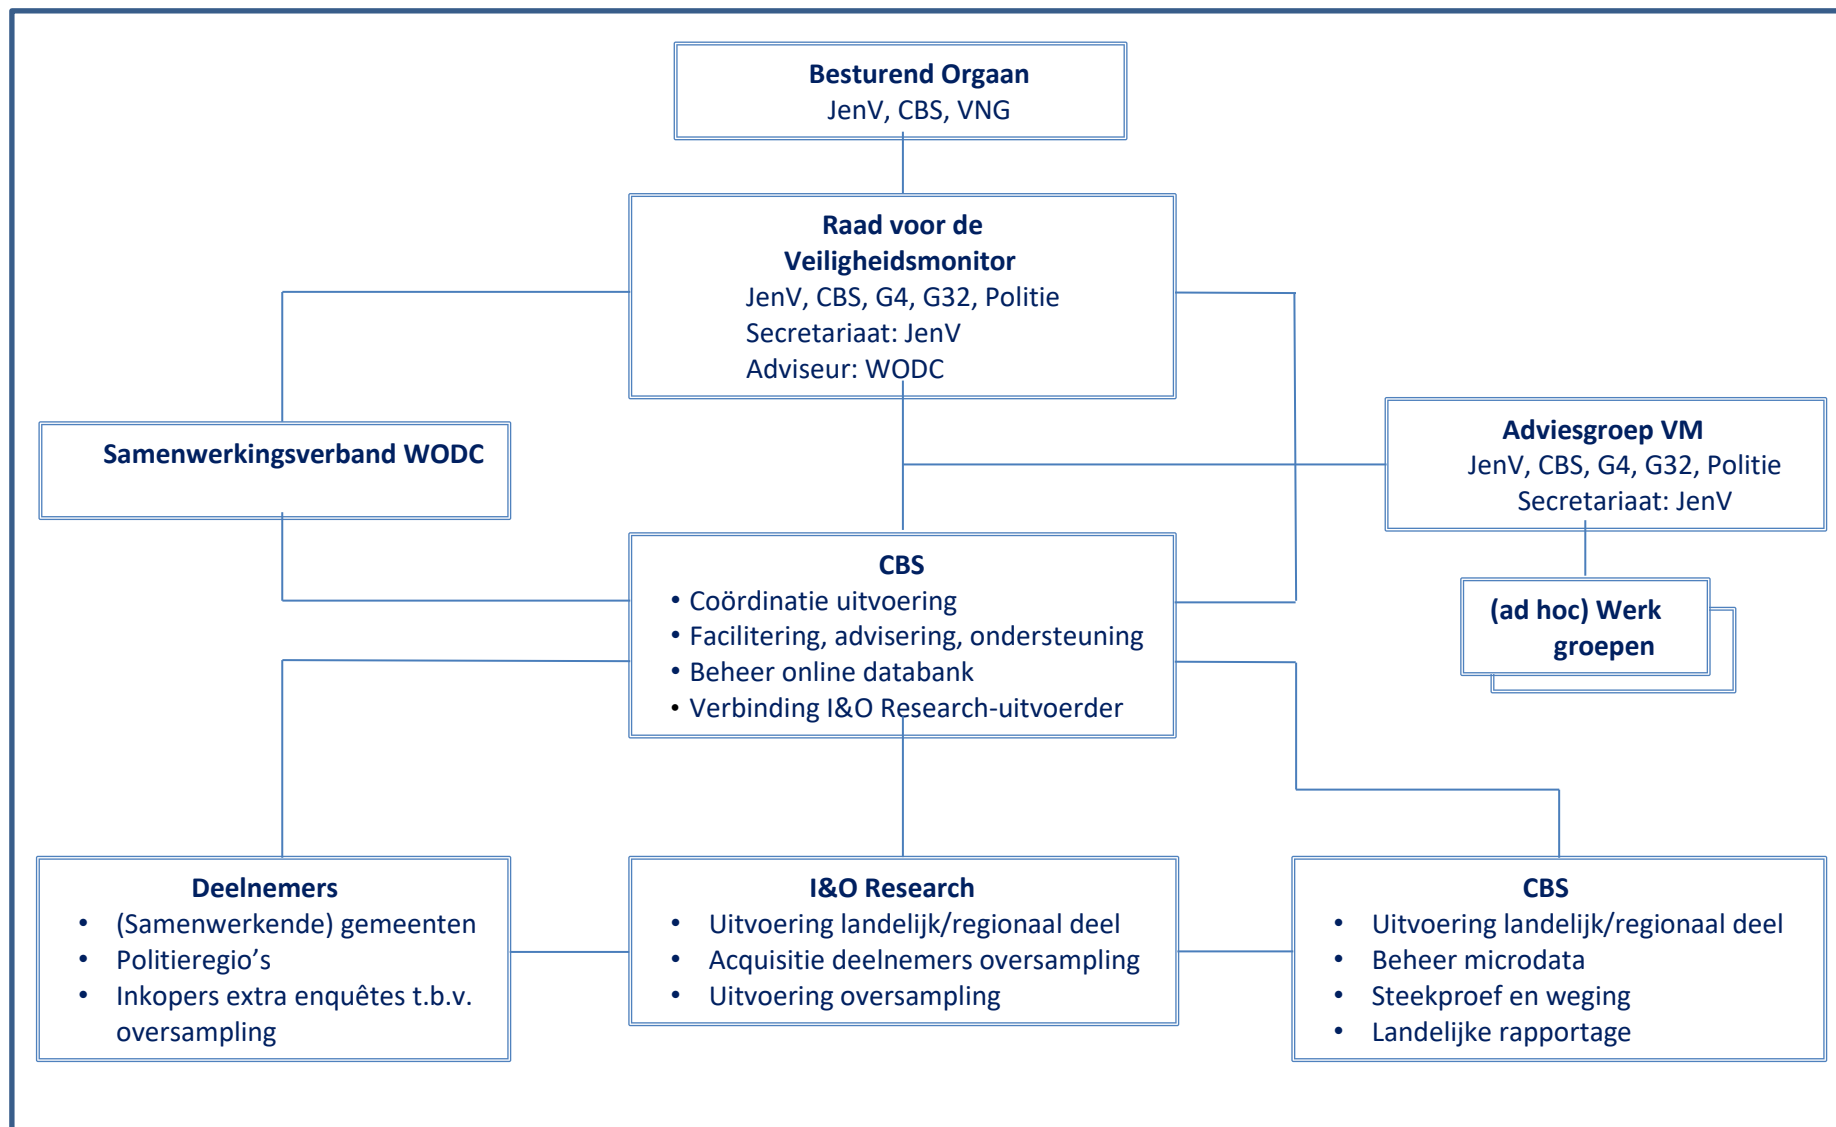 Besturend Orgaan
JenV, CBS, VNG
Raad voor de
Veiligheidsmonitor
JenV, CBS, G4, G32, Politie
Secretariaat: JenV
Adviseur: WODC
Samenwerkingsverband WODC
Adviesgroep VM
JenV, CBS, G4, G32, Politie
Secretariaat: JenV
(ad hoc) Werk
groepen
CBS
• Coördinatie uitvoering
• Facilitering, advisering, ondersteuning
• Beheer online databank
• Verbinding I&O Research-uitvoerder
Deelnemers
• (Samenwerkende) gemeenten
• Politieregio’s
• Inkopers extra enquêtes t.b.v.
oversampling
I&O Research
• Uitvoering landelijk/regionaal deel
• Acquisitie deelnemers oversampling
• Uitvoering oversampling
CBS
• Uitvoering landelijk/regionaal deel
• Beheer microdata
• Steekproef en weging
• Landelijke rapportage